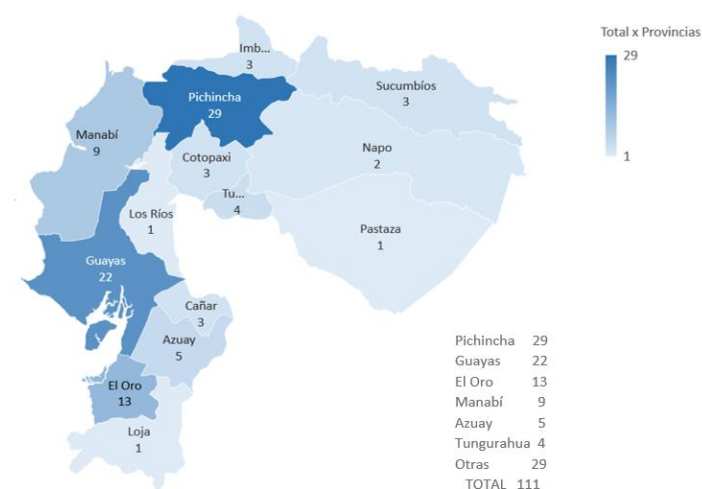 Total x Provincias
29
1
Imb...
3
Sucumbíos
3
Pichincha
29
Manabí
9
Napo
2
Cotopaxi
3
Tu...
4
Los Ríos
1
Pastaza
1
Guayas
22
Cañar
3
Azuay
5
El Oro
13
Loja
1
Pichincha 29
Guayas 22
El Oro 13
Manabí 9
Azuay 5
Tungurahua 4
Otras 29
TOTAL 111